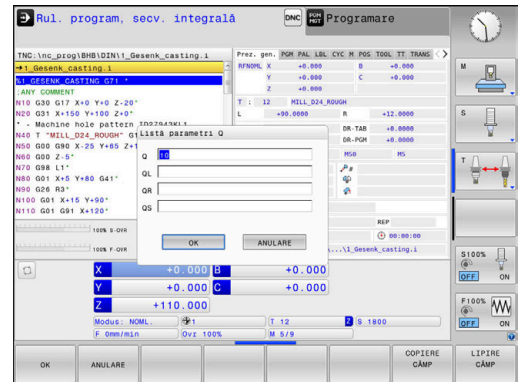 Rul. program, secv. integrală
DNC
PGM MGT
Programare
TNC:\nc_prog\BHB\DIN\1_Gesenk_casting.i
→1_Gesenk_casting.i
%1_GESENK_CASTING G71 *
;ANY COMMENT
N10 G30 G17 X+0 Y+0 Z-20*
N20 G31 X+150 Y+100 Z+0*
* - Machine hole pattern ID27943KL1
N40 T "MILL_D24_ROUGH" G1
N50 G00 G90 X-25 Y+65 Z+1
N60 G00 Z-5*
N70 G98 L1*
N80 G01 X+5 Y+80 G41*
N90 G26 R3*
N100 G01 X+15 Y+90*
N110 G01 G91 X+120*
100% S-OVR
100% F-OVR
Prez. gen. PGM PAL LBL CYC M POS TOOL TT TRANS
RFNOML X +0.000 B +0.000
Y +0.000 C +0.000
Z +0.000
T : 12 MILL_D24_ROUGH
L +90.0000 R +12.0000
DR-TAB +0.0000
DR-PGM +0.0000
M50 M5
REP
00:00:00
\1_Gesenk_casting.i
Listă parametri Q
Q 10
QL
QR
QS
OK
ANULARE
X +0.000 B +0.000
Y +0.000 C +0.000
Z +110.000
Modus: NOML. 1 T 12 Z S 1800
F 0mm/min Ovr 100% M 5/9
M
S
T
S100%
OFF ON
F100%
OFF ON
OK
ANULARE
COPIERE CÂMP
LIPIRE CÂMP